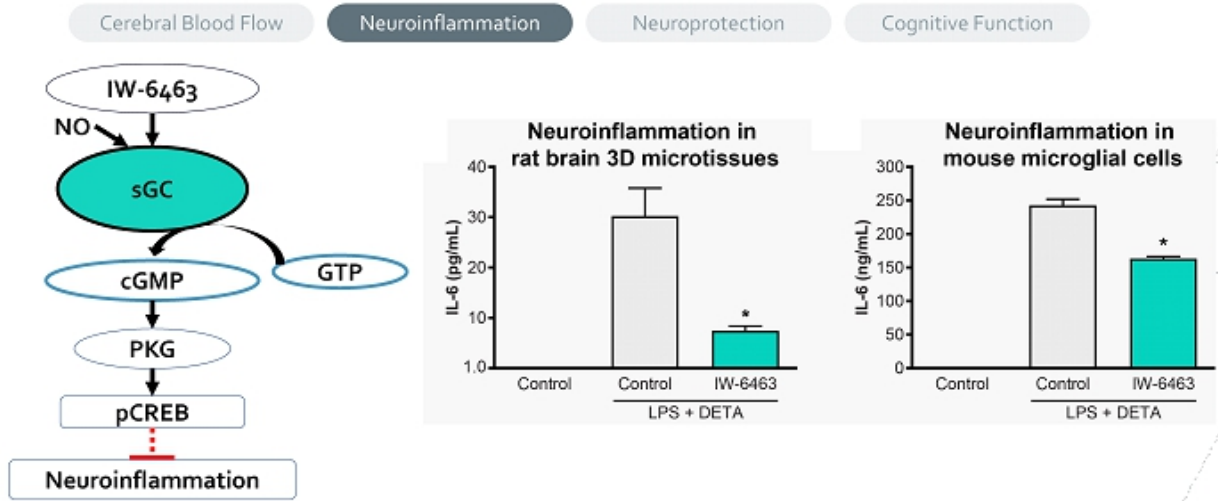 Cerebral Blood Flow
Neuroinflammation
Neuroprotection
Cognitive Function
IW-6463
NO
sGC
cGMP
GTP
PKG
pCREB
Neuroinflammation
Neuroinflammation in
rat brain 3D microtissues
IL-6 (pg/mL)
40
30
20
10
1.0
Control
Control
IW-6463
*
LPS + DETA
Neuroinflammation in
mouse microglial cells
IL-6 (ng/mL)
300
250
200
150
100
50
0
Control
Control
IW-6463
*
LPS + DETA